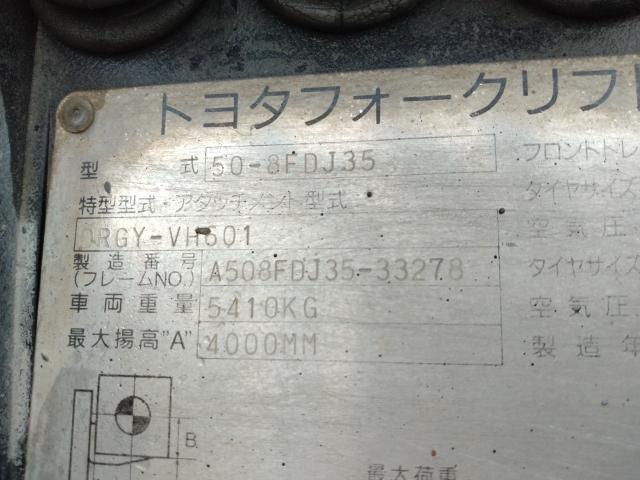 トヨタフォークリフト
型 式 50-8FDJ35
フロントトレ
特型型式・アタッチメント型式
タイヤサイズ
QRGY-VH601
空気圧
製造番号
(フレームNO.) A508FDJ35-33278
タイヤサイズ
車両重量 5410KG
空気圧
最大揚高"A" 4000MM
製造年
B
最大荷重